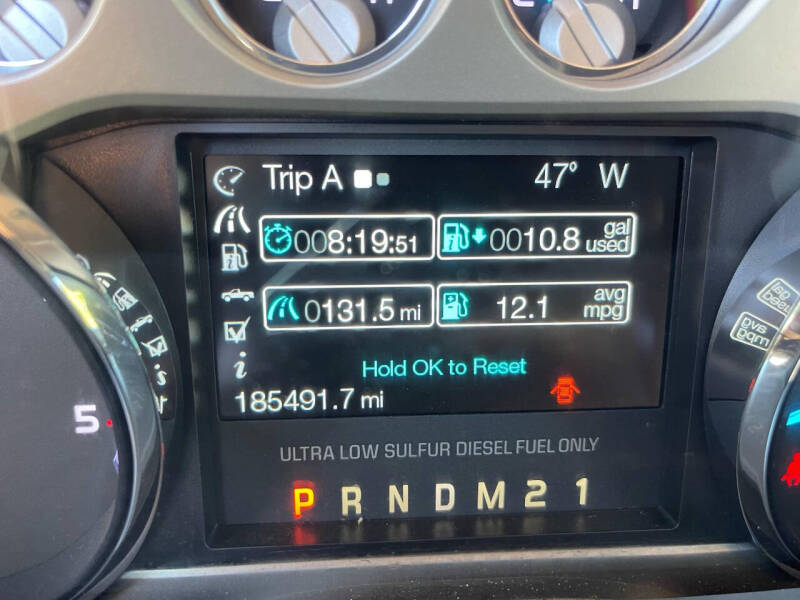 Trip A 47° W
008:19:51 0010.8 gal used
0131.5 mi 12.1 avg mpg
Hold OK to Reset
185491.7 mi
ULTRA LOW SULFUR DIESEL FUEL ONLY
P R N D M 2 1
5